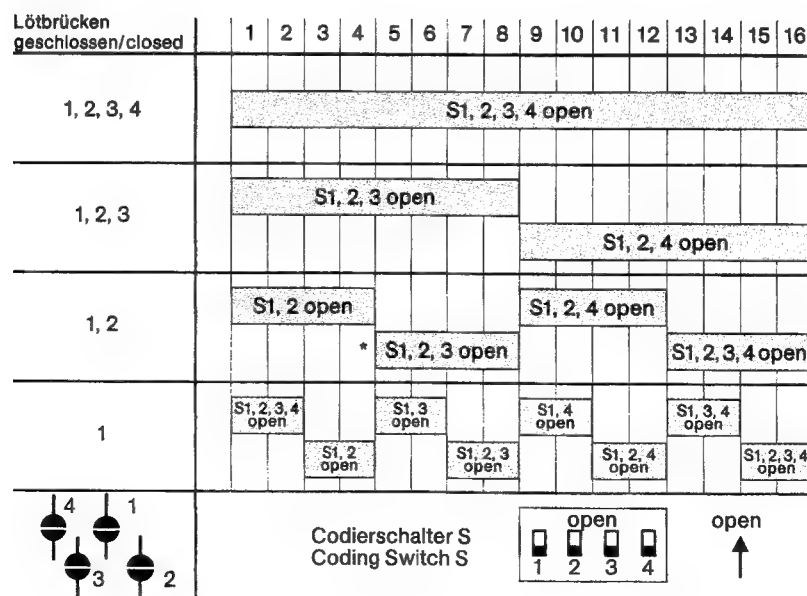 Lötbrücken
geschlossen/closed
1 2 3 4 5 6 7 8 9 10 11 12 13 14 15 16
1, 2, 3, 4
S1, 2, 3, 4 open
1, 2, 3
S1, 2, 3 open
S1, 2, 4 open
1, 2
S1, 2 open
S1, 2, 4 open
* S1, 2, 3 open
S1, 2, 3, 4 open
1
S1, 2, 3, 4
open
S1, 3
open
S1, 4
open
S1, 3, 4
open
S1, 2
open
S1, 2, 3
open
S1, 2, 4
open
S1, 2, 3, 4
open
4 1
3 2
Codierschalter S
Coding Switch S
open
1 2 3 4
open